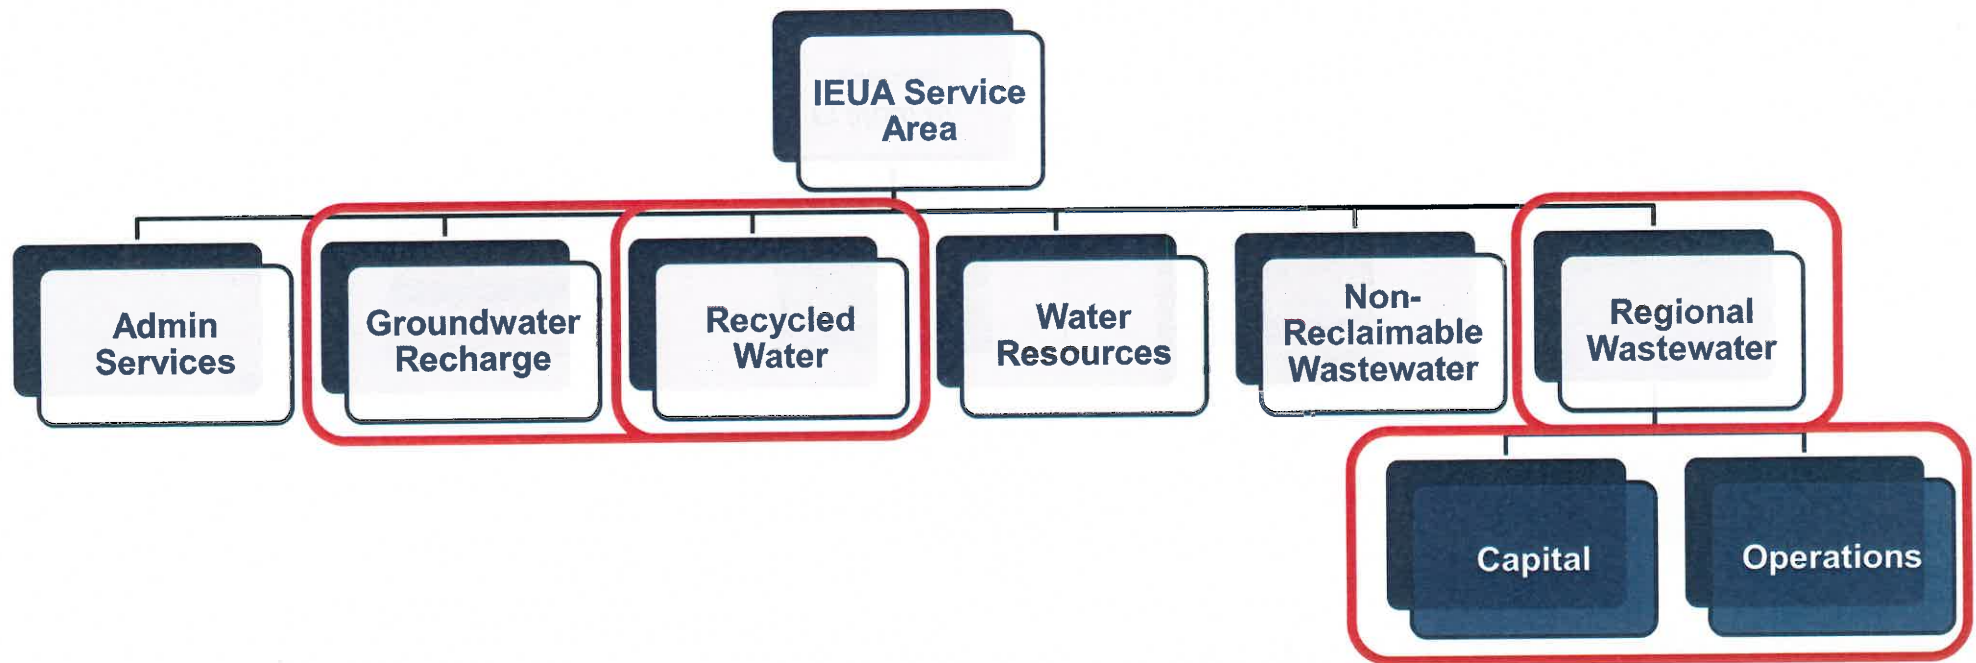 IEUA Service
Area
Admin
Services
Groundwater
Recharge
Recycled
Water
Water
Resources
Non-
Reclaimable
Wastewater
Regional
Wastewater
Capital
Operations